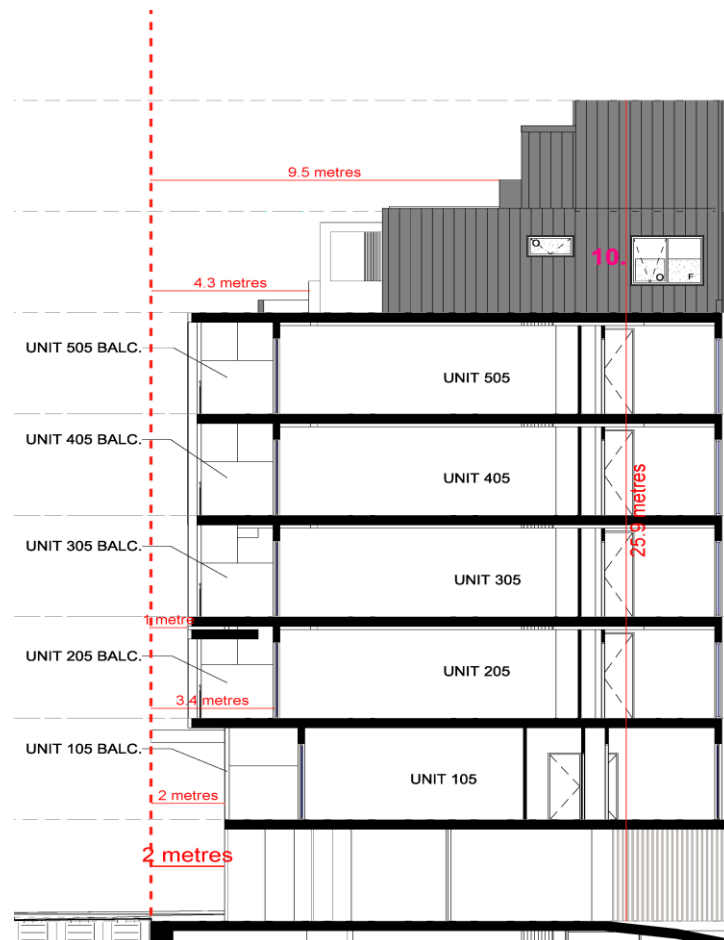 9.5 metres
10.
O
O
F
4.3 metres
UNIT 505 BALC.
UNIT 505
UNIT 405 BALC.
UNIT 405
25.9 metres
UNIT 305 BALC.
UNIT 305
1 metre
UNIT 205 BALC.
UNIT 205
3.4 metres
UNIT 105 BALC.
UNIT 105
2 metres
2 metres